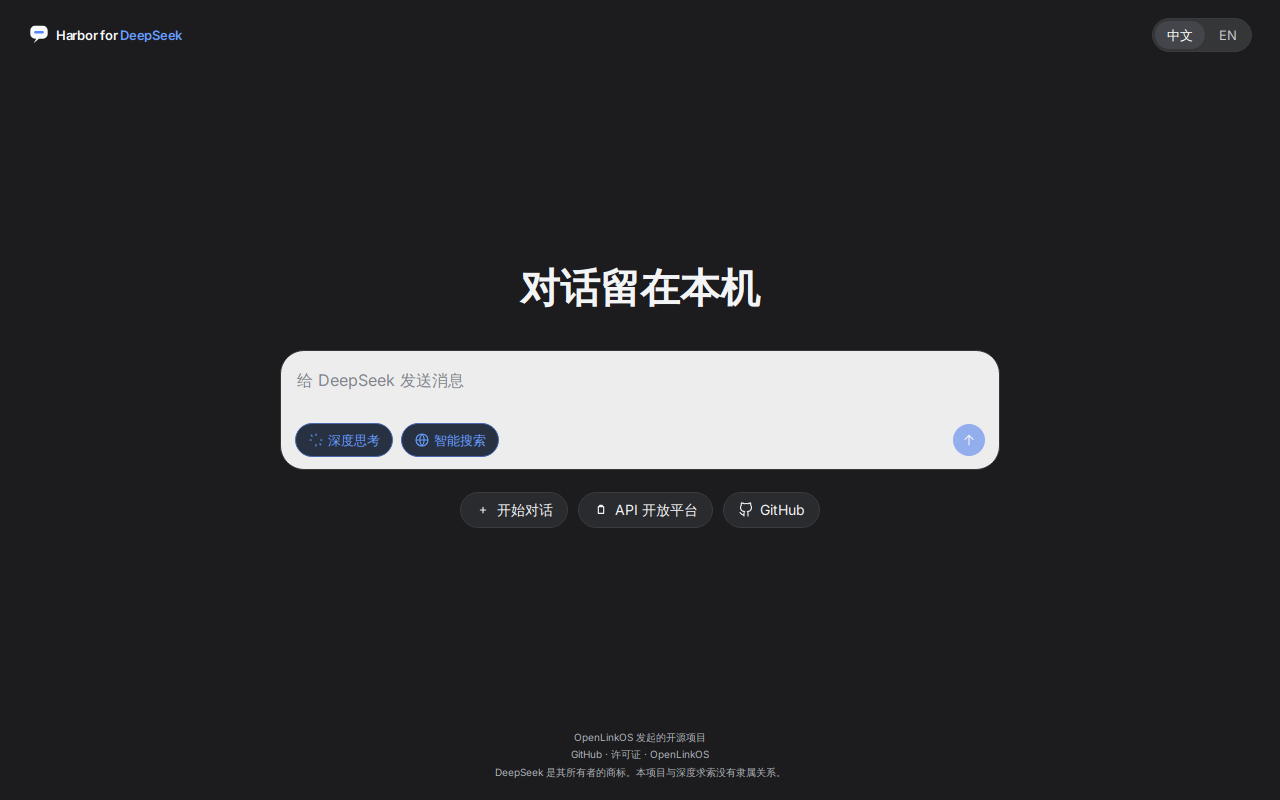 Harbor for DeepSeek
中文 EN
对话留在本机
给 DeepSeek 发送消息
深度思考 智能搜索
开始对话 API 开放平台 GitHub
OpenLinkOS 发起的开源项目
GitHub · 许可证 · OpenLinkOS
DeepSeek 是其所有者的商标。本项目与深度求索没有隶属关系。